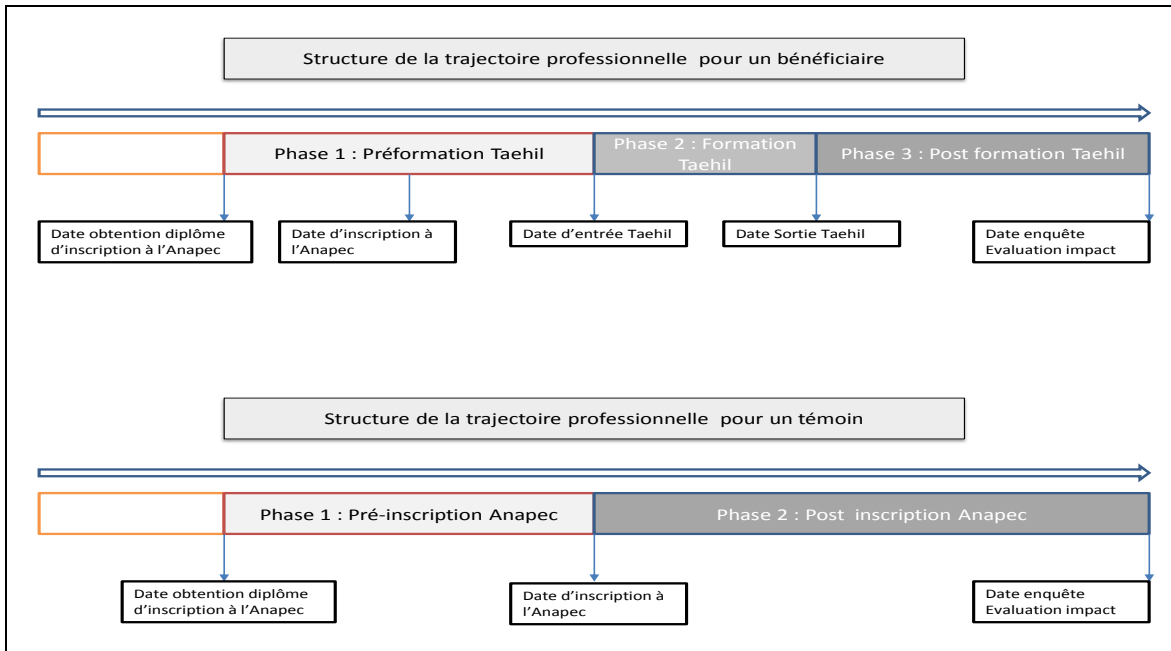 Structure de la trajectoire professionnelle pour un bénéficiaire
Phase 1 : Préformation Taehil
Phase 2 : Formation
Taehil
Phase 3 : Post formation Taehil
Date obtention diplôme
d'inscription à l'Anapec
Date d'inscription à
l'Anapec
Date d'entrée Taehil
Date Sortie Taehil
Date enquête
Evaluation impact
Structure de la trajectoire professionnelle pour un témoin
Phase 1 : Pré-inscription Anapec
Phase 2 : Post inscription Anapec
Date obtention diplôme
d'inscription à l'Anapec
Date d'inscription à
l'Anapec
Date enquête
Evaluation impact